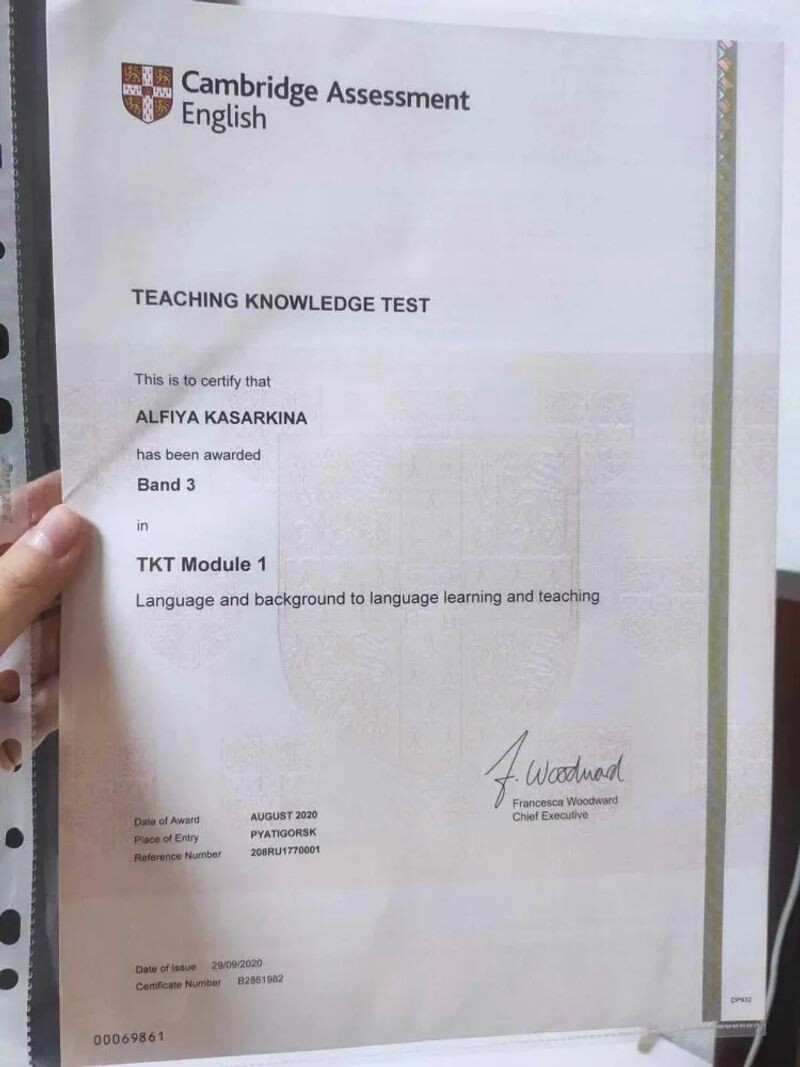 Cambridge Assessment
English
TEACHING KNOWLEDGE TEST
This is to certify that
ALFIYA KASARKINA
has been awarded
Band 3
in
TKT Module 1
Language and background to language learning and teaching
F. Woodward
Francesca Woodward
Chief Executive
Date of Award AUGUST 2020
Place of Entry PYATIGORSK
Reference Number 208RU1770001
Date of Issue 29/09/2020
Certificate Number B2851982
DP932
00069861